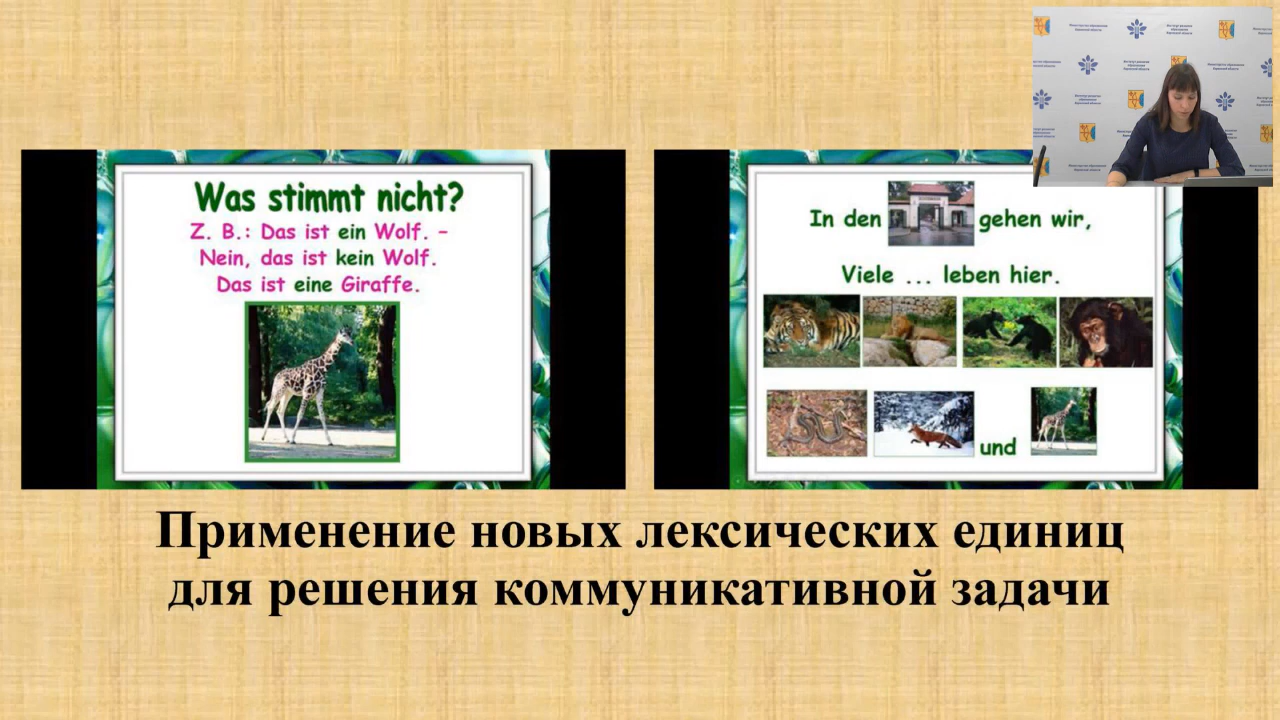 Was stimmt nicht?
Z. B.: Das ist ein Wolf. –
Nein, das ist kein Wolf.
Das ist eine Giraffe.
In den gehen wir,
Viele ... leben hier.
und
Применение новых лексических единиц
для решения коммуникативной задачи